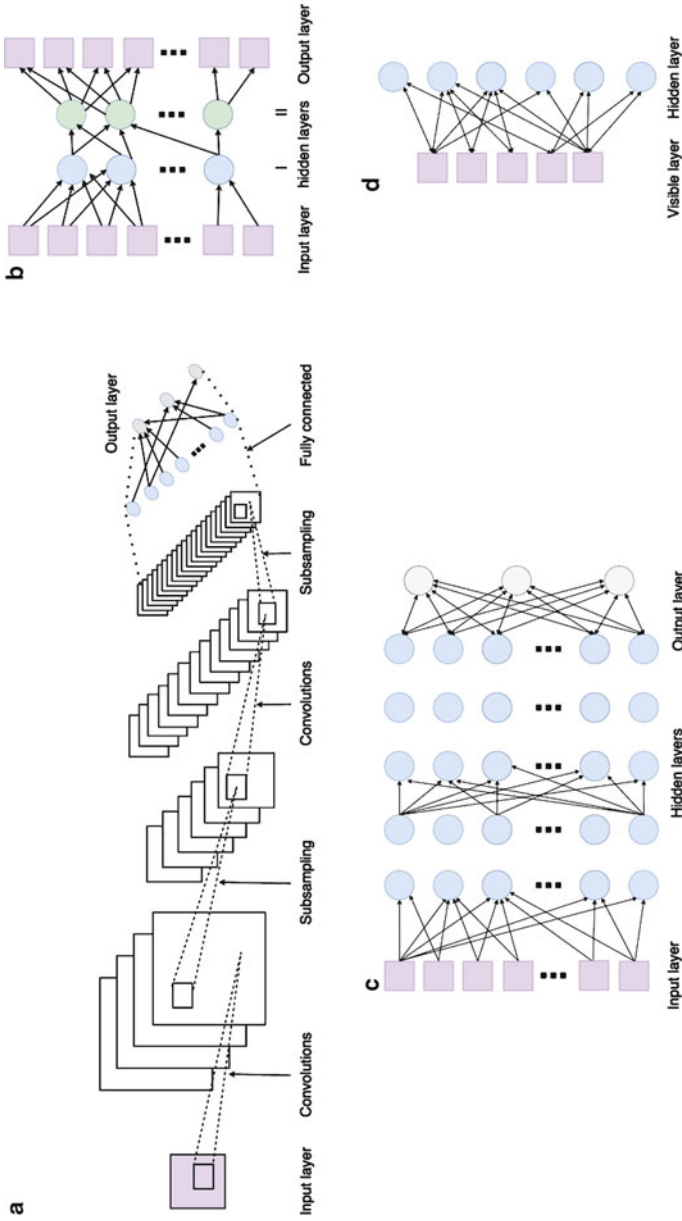 a
Input layer
Convolutions
Subsampling
Convolutions
Subsampling
Fully connected
Output layer
b
Input layer
I
II
hidden layers
Output layer
c
Input layer
Hidden layers
Output layer
d
Visible layer
Hidden layer